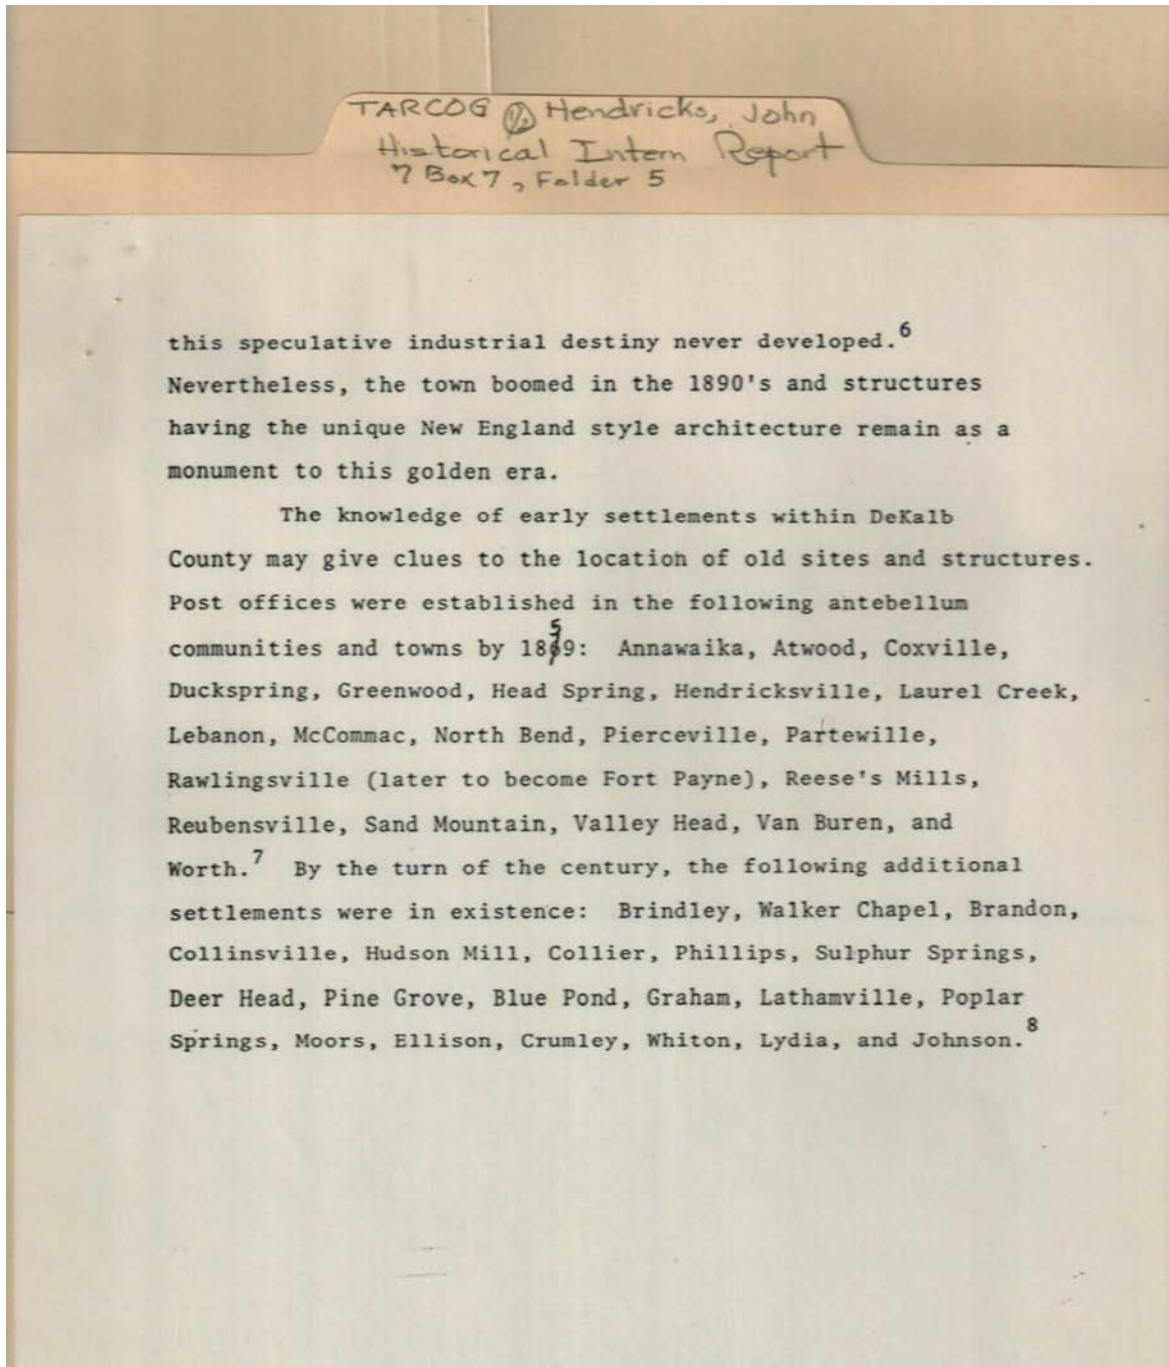 TARCOG 1/2 Hendricks, John
Historical Intern Report
7 Box 7, Folder 5
this speculative industrial destiny never developed.6
Nevertheless, the town boomed in the 1890's and structures
having the unique New England style architecture remain as a
monument to this golden era.
The knowledge of early settlements within DeKalb
County may give clues to the location of old sites and structures.
Post offices were established in the following antebellum
communities and towns by 1859: Annawaika, Atwood, Coxville,
Duckspring, Greenwood, Head Spring, Hendricksville, Laurel Creek,
Lebanon, McCommac, North Bend, Pierceville, Partewille,
Rawlingsville (later to become Fort Payne), Reese's Mills,
Reubensville, Sand Mountain, Valley Head, Van Buren, and
Worth.7 By the turn of the century, the following additional
settlements were in existence: Brindley, Walker Chapel, Brandon,
Collinsville, Hudson Mill, Collier, Phillips, Sulphur Springs,
Deer Head, Pine Grove, Blue Pond, Graham, Lathamville, Poplar
Springs, Moors, Ellison, Crumley, Whiton, Lydia, and Johnson.8